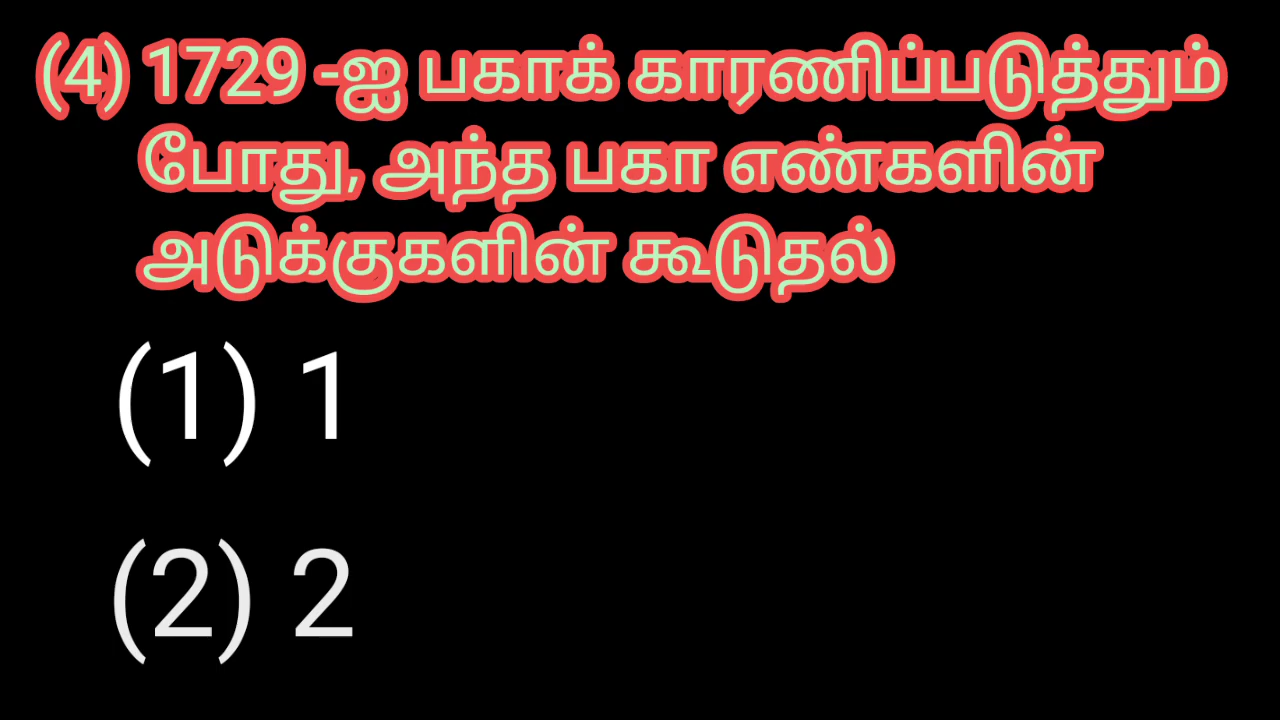 (4) 1729 -ஐ பகாக் காரணிப்படுத்தும்
போது, அந்த பகா எண்களின்
அடுக்குகளின் கூடுதல்
(1) 1
(2) 2